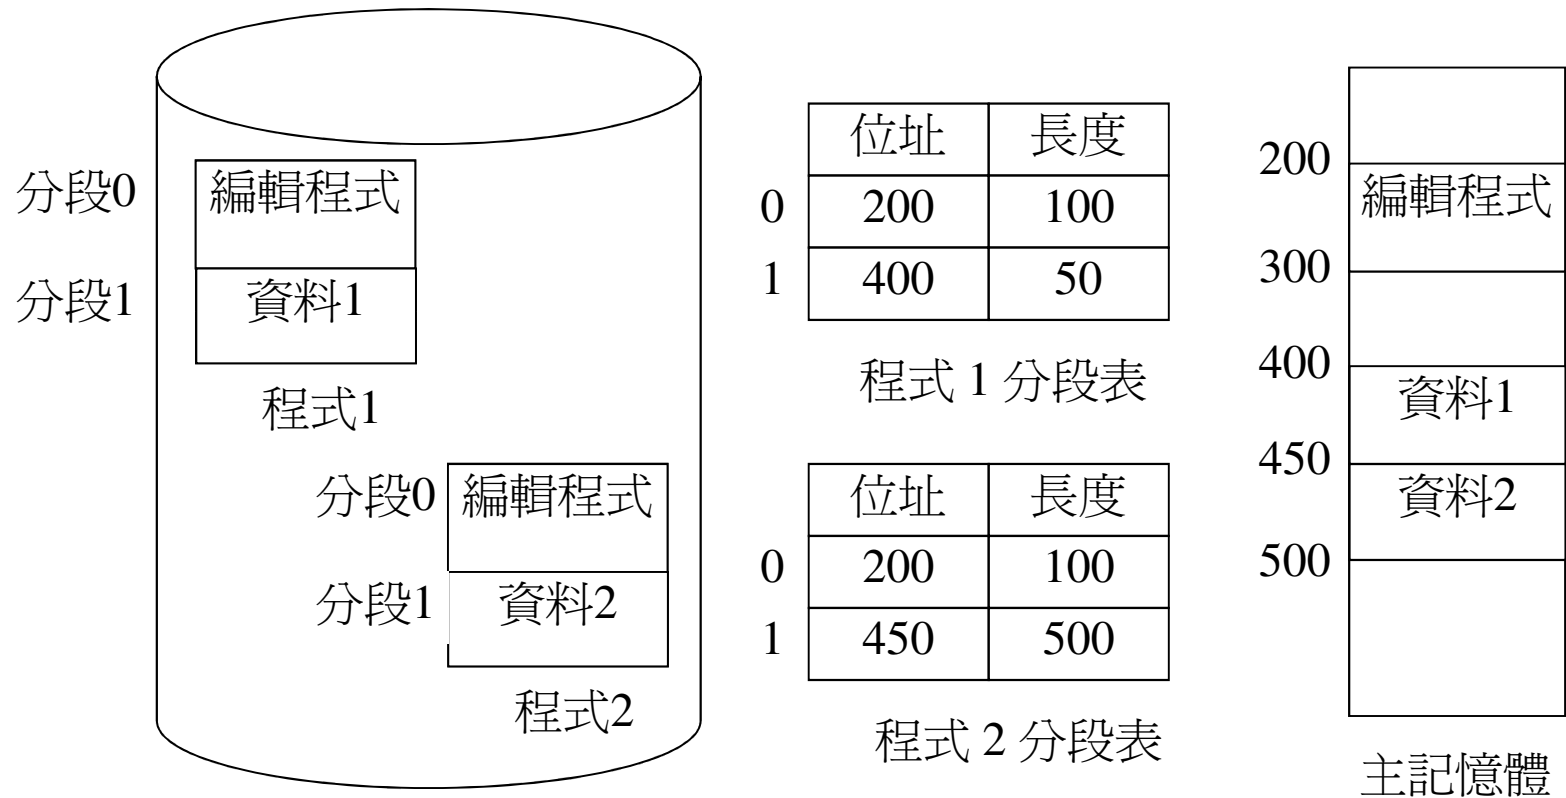 分段0
編輯程式
分段1
資料1
程式1
分段0
編輯程式
分段1
資料2
程式2
位址 長度
0 200 100
1 400 50
程式 1 分段表
位址 長度
0 200 100
1 450 500
程式 2 分段表
200
編輯程式
300
400
資料1
450
資料2
500
主記憶體